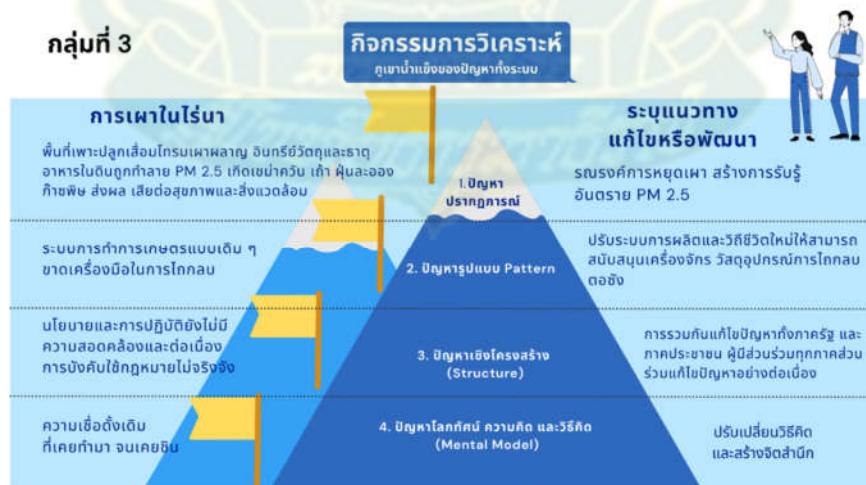 กลุ่มที่ 3
กิจกรรมการวิเคราะห์
ภูเขาน้ำแข็งของปัญหาทั้งระบบ
การเผาในไร่นา
พื้นที่เพาะปลูกเสื่อมโทรมเผาผลาญ อินทรีย์วัตถุและธาตุ
อาหารในดินถูกทำลาย PM 2.5 เกิดเขม่าควัน เถ้า ฝุ่นละออง
ก๊าซพิษ ส่งผล เสียต่อสุขภาพและสิ่งแวดล้อม
1.ปัญหา
ปรากฏการณ์
ระบุแนวทาง
แก้ไขหรือพัฒนา
รณรงค์การหยุดเผา สร้างการรับรู้
อันตราย PM 2.5
ระบบการทำการเกษตรแบบเดิม ๆ
ขาดเครื่องมือในการไถกลบ
2. ปัญหารูปแบบ Pattern
ปรับระบบการผลิตและวิถีชีวิตใหม่ให้สามารถ
สนับสนุนเครื่องจักร วัสดุอุปกรณ์การไถกลบ
ตอซัง
นโยบายและการปฏิบัติยังไม่มี
ความสอดคล้องและต่อเนื่อง
การบังคับใช้กฎหมายไม่จริงจัง
3. ปัญหาเชิงโครงสร้าง
(Structure)
การรวมกันแก้ไขปัญหาทั้งภาครัฐ และ
ภาคประชาชน ผู้มีส่วนร่วมทุกภาคส่วน
ร่วมแก้ไขปัญหาอย่างต่อเนื่อง
ความเชื่อดั้งเดิม
ที่เคยทำมา จนเคยชิน
4. ปัญหาโลกทัศน์ ความคิด และวิธีคิด
(Mental Model)
ปรับเปลี่ยนวิธีคิด
และสร้างจิตสำนึก